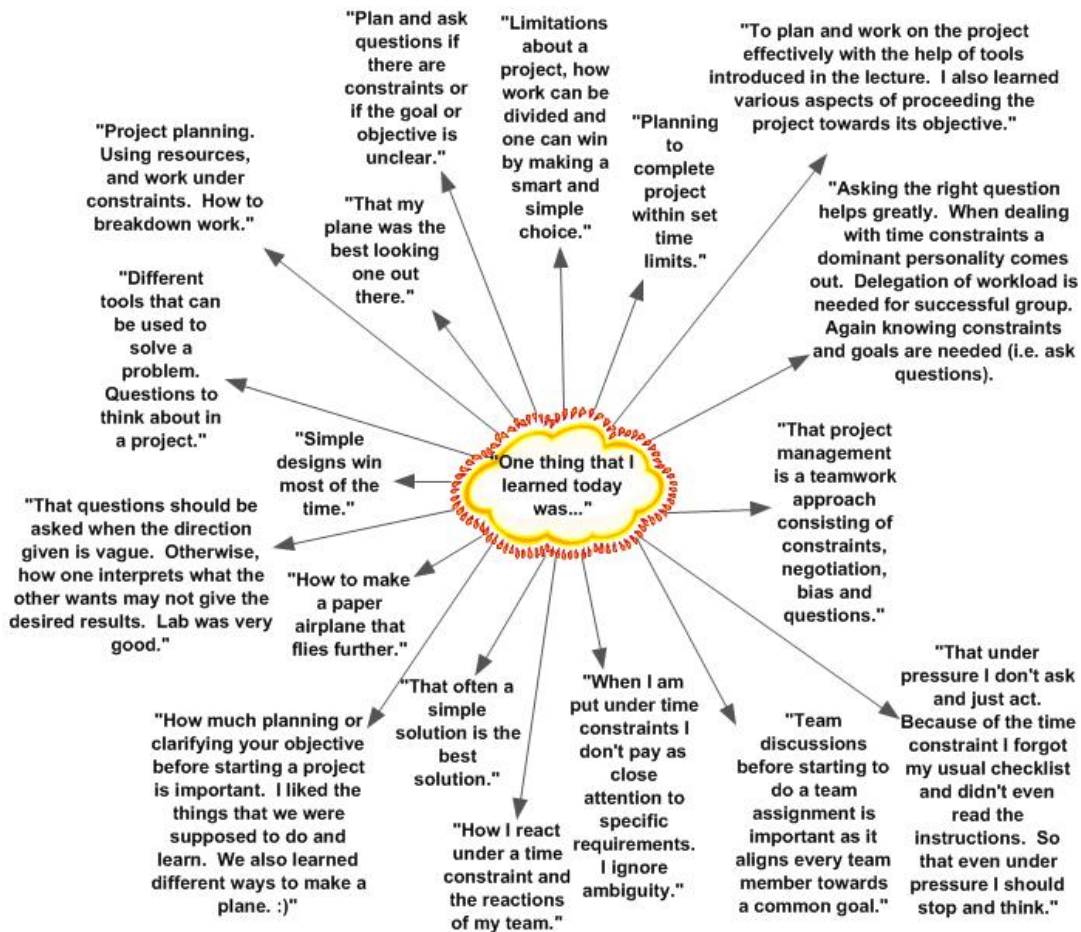 "Plan and ask
questions if
there are
constraints or
if the goal or
objective is
unclear."
"Limitations
about a
project, how
work can be
divided and
one can win
by making a
smart and
simple
choice."
"To plan and work on the project
effectively with the help of tools
introduced in the lecture. I also learned
various aspects of proceeding the
project towards its objective."
"Project planning.
Using resources,
and work under
constraints. How to
breakdown work."
"Planning
to
complete
project
within set
time
limits."
"That my
plane was the
best looking
one out
there."
"Asking the right question
helps greatly. When dealing
with time constraints a
dominant personality comes
out. Delegation of workload is
needed for successful group.
Again knowing constraints
and goals are needed (i.e. ask
questions).
"Different
tools that can
be used to
solve a
problem.
Questions to
think about in
a project."
"Simple
designs win
most of the
time."
"One thing that I
learned today
was..."
"That project
management
is a teamwork
approach
consisting of
constraints,
negotiation,
bias and
questions."
"That questions should be
asked when the direction
given is vague. Otherwise,
how one interprets what the
other wants may not give the
desired results. Lab was very
good."
"How to make
a paper
airplane that
flies further."
"How much planning or
clarifying your objective
before starting a project
is important. I liked the
things that we were
supposed to do and
learn. We also learned
different ways to make a
plane. :)"
"That often a
simple
solution is the
best
solution."
"How I react
under a time
constraint and
the reactions
of my team."
"When I am
put under time
constraints I
don't pay as
close
attention to
specific
requirements.
I ignore
ambiguity."
"Team
discussions
before starting to
do a team
assignment is
important as it
aligns every team
member towards
a common goal."
"That under
pressure I don't ask
and just act.
Because of the time
constraint I forgot
my usual checklist
and didn't even
read the
instructions. So
that even under
pressure I should
stop and think."